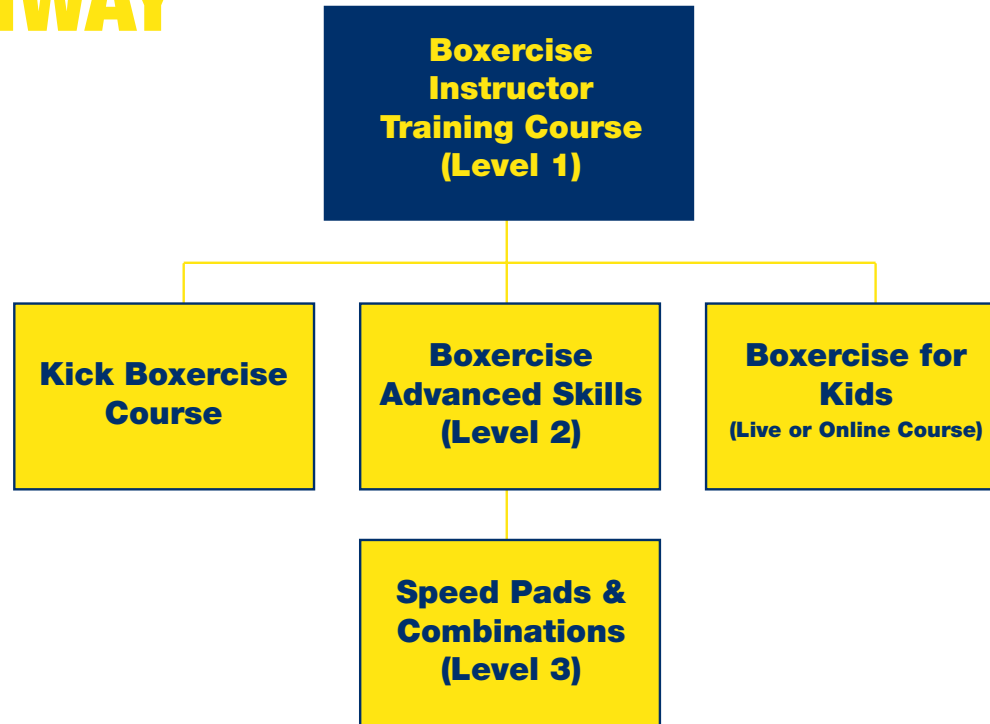 Boxercise
Instructor
Training Course
(Level 1)
Kick Boxercise
Course
Boxercise
Advanced Skills
(Level 2)
Boxercise for
Kids
(Live or Online Course)
Speed Pads &
Combinations
(Level 3)